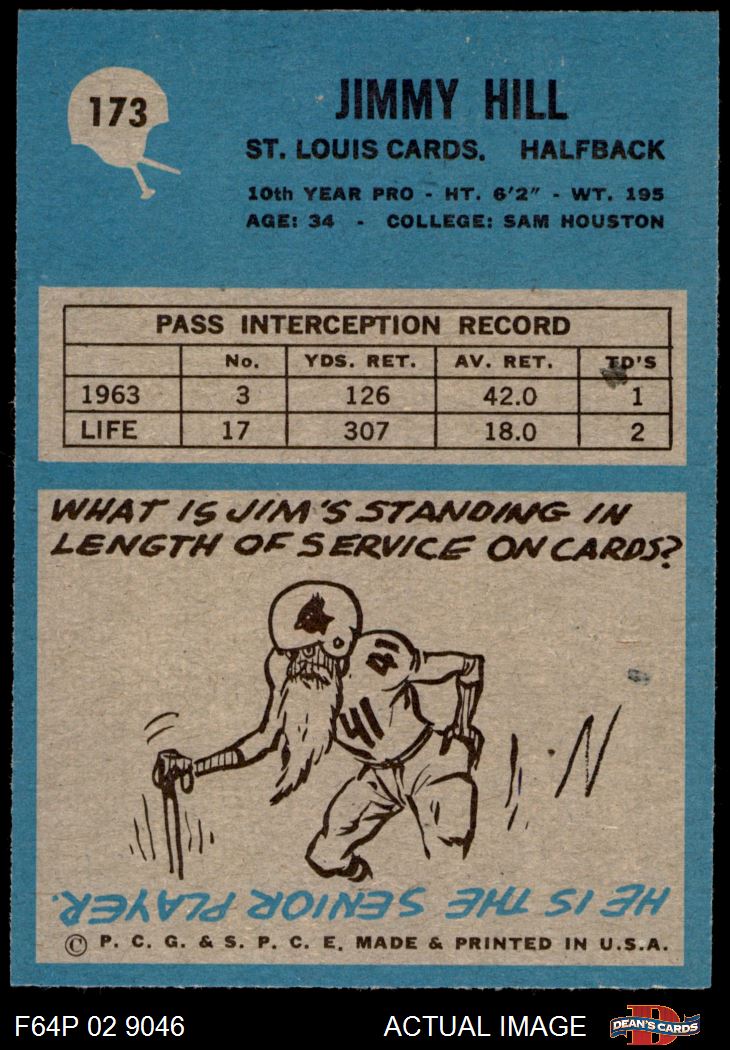 173
JIMMY HILL
ST. LOUIS CARDS. HALFBACK
10th YEAR PRO - HT. 6'2" - WT. 195
AGE: 34 - COLLEGE: SAM HOUSTON
PASS INTERCEPTION RECORD
No. YDS. RET. AV. RET. TD'S
1963 3 126 42.0 1
LIFE 17 307 18.0 2
WHAT IS JIM'S STANDING IN
LENGTH OF SERVICE ON CARDS?
41
41
HE IS THE SENIOR PLAYER.
© P. C. G. & S. P. C. E. MADE & PRINTED IN U.S.A.
F64P 02 9046 ACTUAL IMAGE D DEAN'S CARDS